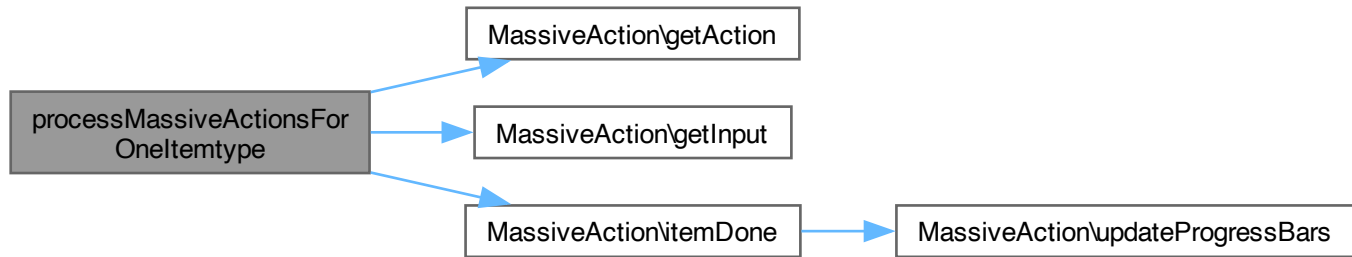 MassiveAction\getAction
processMassiveActionsFor
OneItemtype
MassiveAction\getInput
MassiveAction\itemDone
MassiveAction\updateProgressBars